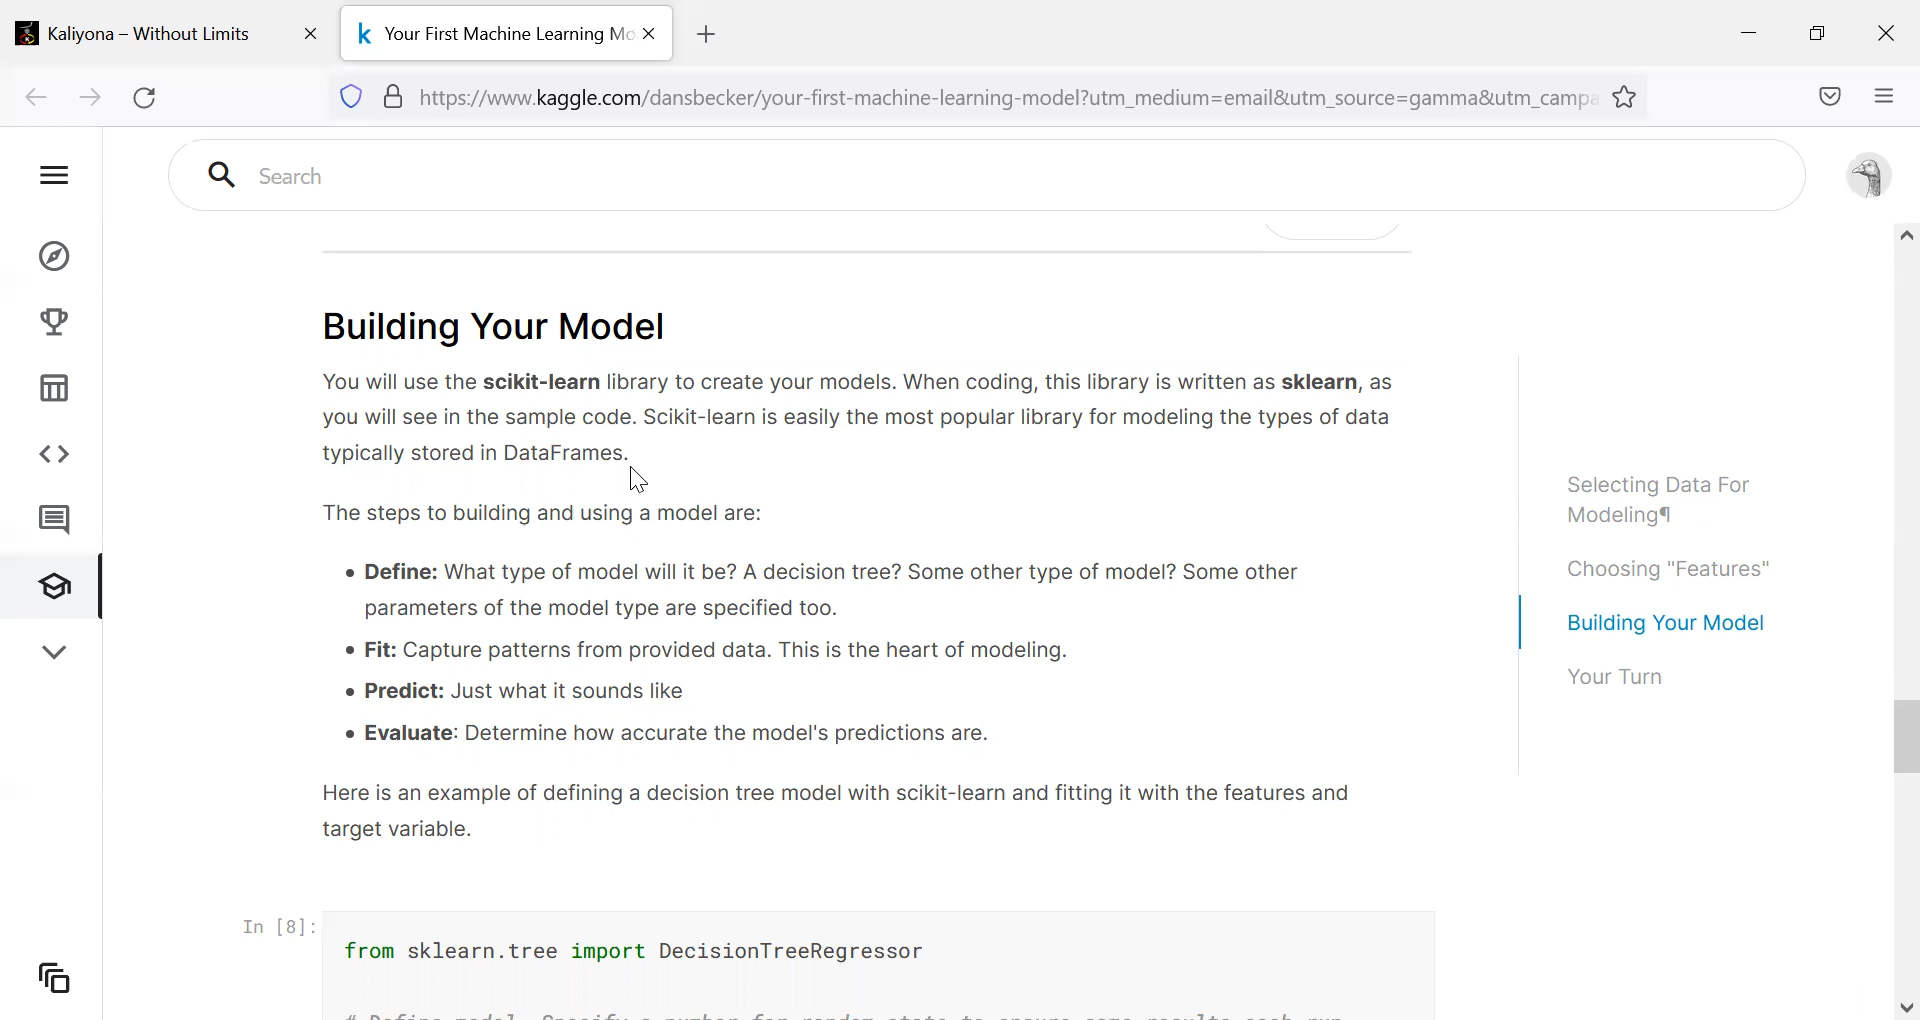 Kaliyona – Without Limits
Your First Machine Learning Mo
https://www.kaggle.com/dansbecker/your-first-machine-learning-model?utm_medium=email&utm_source=gamma&utm_campa
Search
Building Your Model
You will use the scikit-learn library to create your models. When coding, this library is written as sklearn, as
you will see in the sample code. Scikit-learn is easily the most popular library for modeling the types of data
typically stored in DataFrames.
The steps to building and using a model are:
• Define: What type of model will it be? A decision tree? Some other type of model? Some other
parameters of the model type are specified too.
• Fit: Capture patterns from provided data. This is the heart of modeling.
• Predict: Just what it sounds like
• Evaluate: Determine how accurate the model's predictions are.
Here is an example of defining a decision tree model with scikit-learn and fitting it with the features and
target variable.
In [8]:
from sklearn.tree import DecisionTreeRegressor
Selecting Data For
Modeling¶
Choosing "Features"
Building Your Model
Your Turn